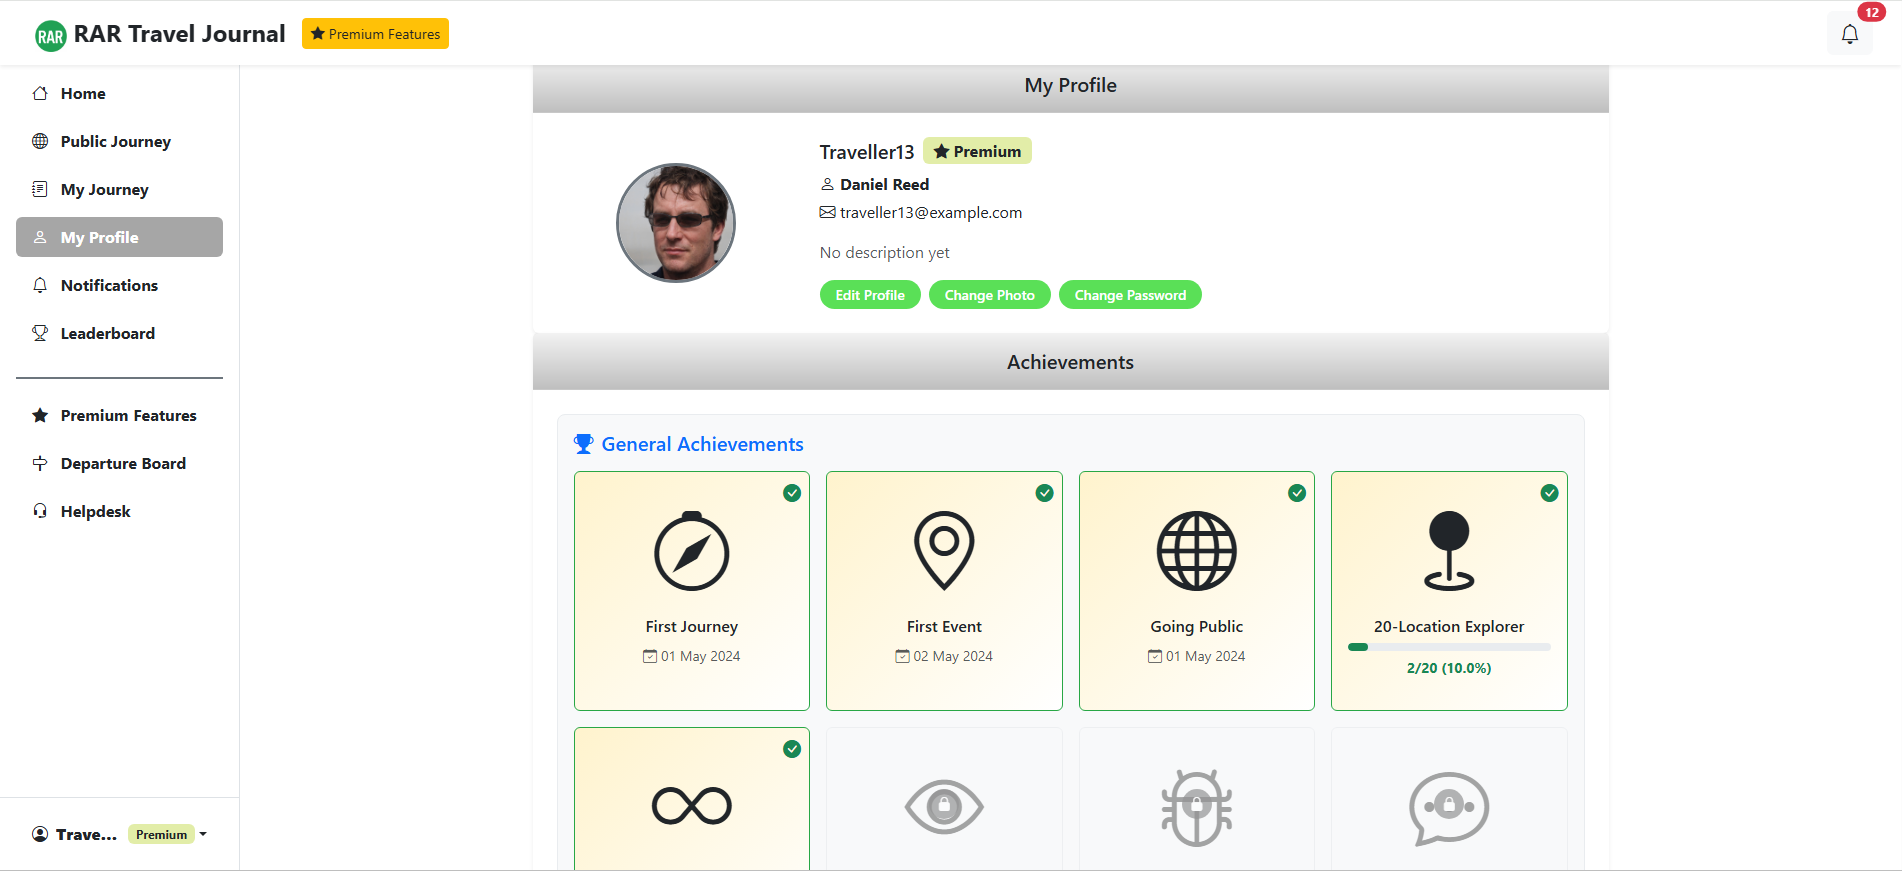 RAR RAR Travel Journal Premium Features 12
Home
Public Journey
My Journey
My Profile
Notifications
Leaderboard
Premium Features
Departure Board
Helpdesk
Trave... Premium
My Profile
Traveller13 Premium
Daniel Reed
traveller13@example.com
No description yet
Edit Profile Change Photo Change Password
Achievements
General Achievements
First Journey
01 May 2024
First Event
02 May 2024
Going Public
01 May 2024
20-Location Explorer
2/20 (10.0%)